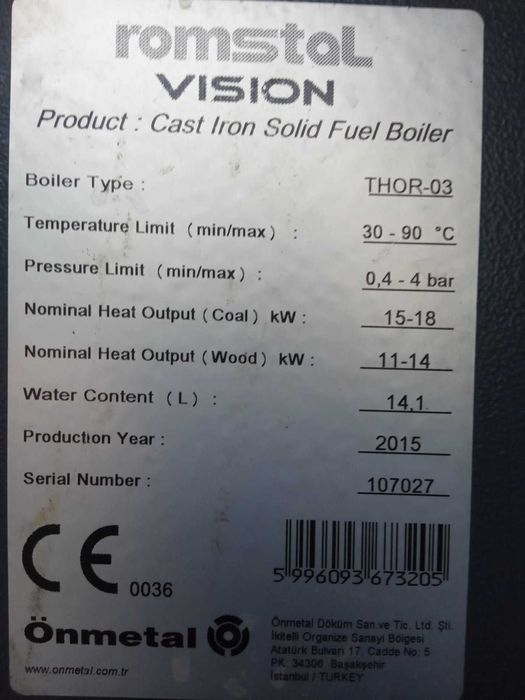 romstal
VISION
Product : Cast Iron Solid Fuel Boiler
Boiler Type : THOR-03
Temperature Limit ( min/max ) : 30 - 90 °C
Pressure Limit ( min/max ) : 0,4 - 4 bar
Nominal Heat Output ( Coal ) kW : 15-18
Nominal Heat Output ( Wood ) kW : 11-14
Water Content ( L ) : 14,1
Production Year : 2015
Serial Number : 107027
CE 0036
5 996093 673205
Önmetal
www.onmetal.com.tr
Önmetal Döküm San.ve Tic. Ltd. Şti.
İkitelli Organize Sanayi Bölgesi
Atatürk Bulvarı 17. Cadde No: 5
PK: 34306 Başakşehir
İstanbul / TURKEY